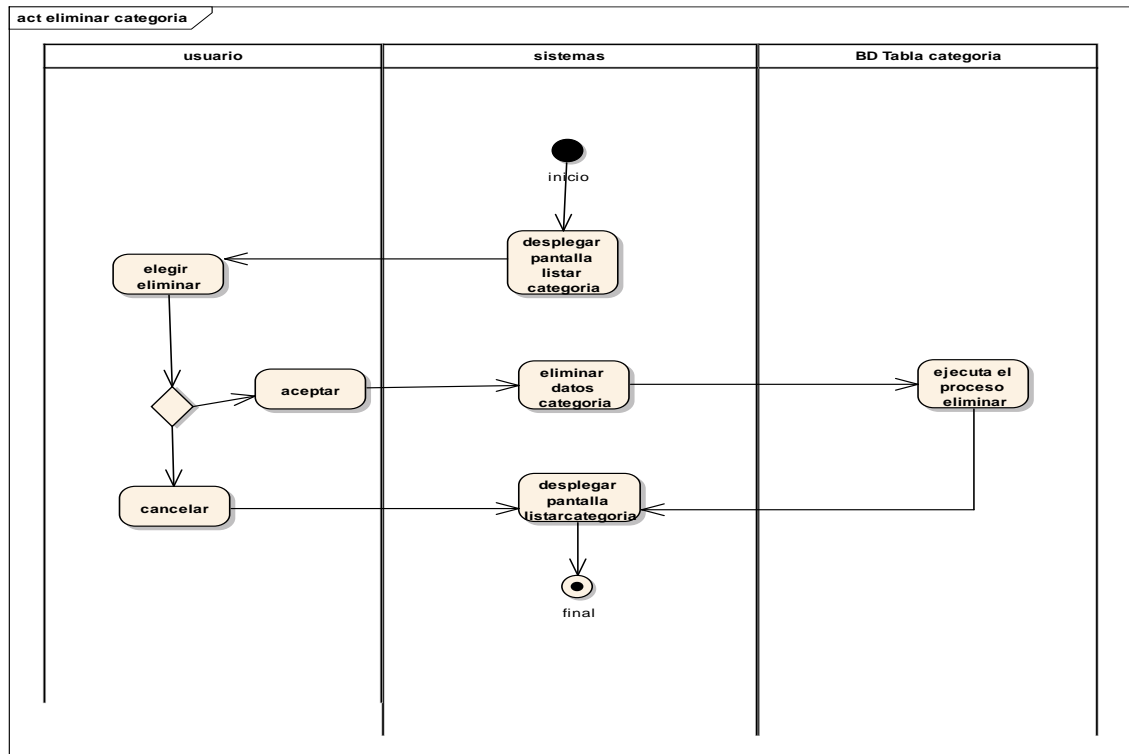 act eliminar categoria
usuario
sistemas
BD Tabla categoria
inicio
desplegar
pantalla
listar
categoria
elegir
eliminar
aceptar
eliminar
datos
categoria
ejecuta el
proceso
eliminar
cancelar
desplegar
pantalla
listarcategoria
final